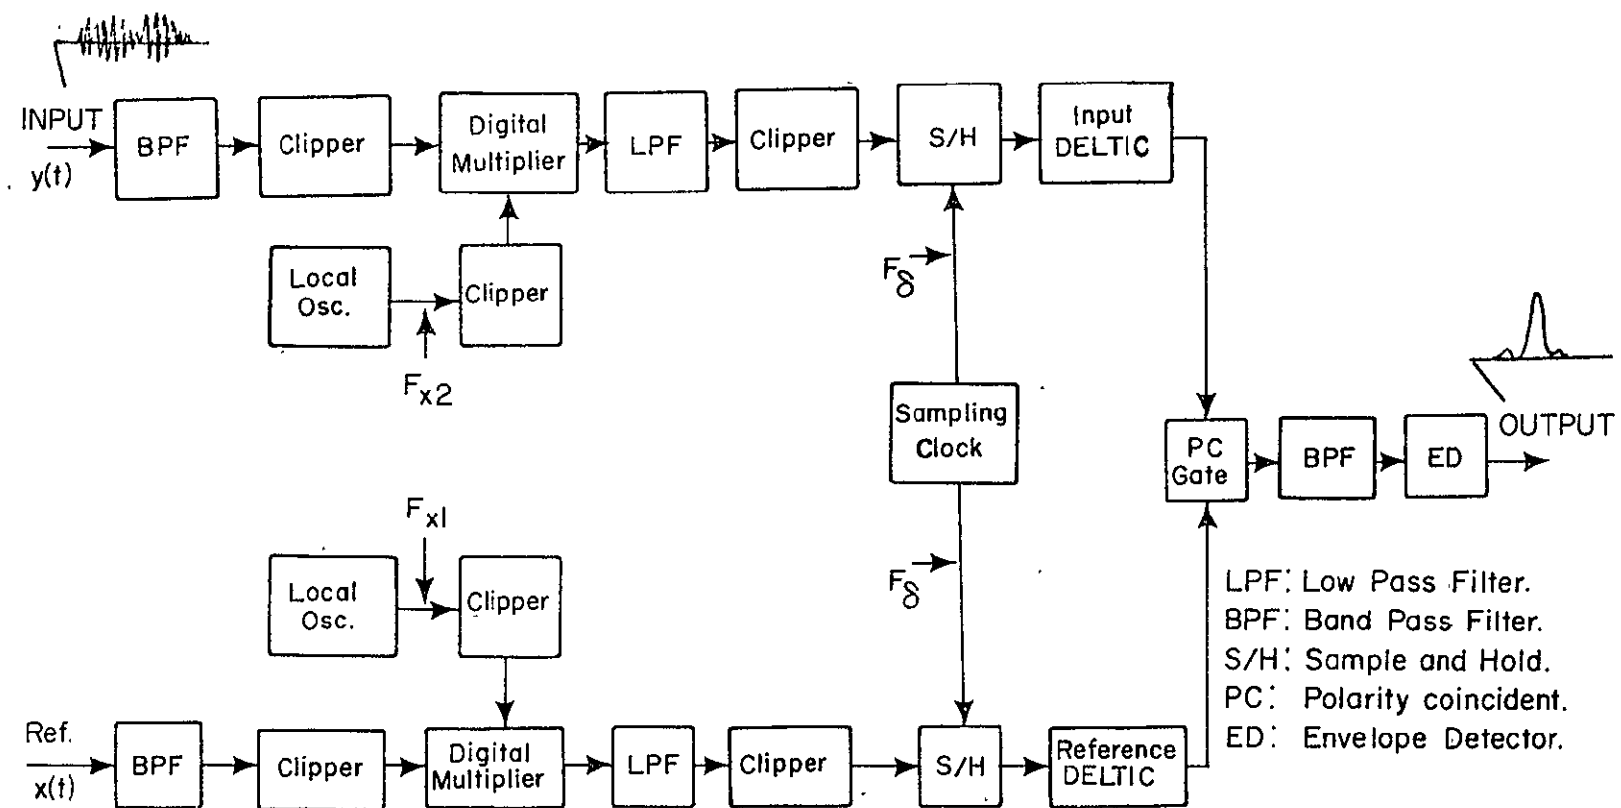 INPUT
y(t)
BPF
Clipper
Digital
Multiplier
LPF
Clipper
S/H
Input
DELTIC
Local
Osc.
Clipper
Fx2
Fδ
Sampling
Clock
PC
Gate
BPF
ED
OUTPUT
Fx1
Local
Osc.
Clipper
Fδ
LPF: Low Pass Filter.
BPF: Band Pass Filter.
S/H: Sample and Hold.
PC: Polarity coincident.
ED: Envelope Detector.
Ref.
x(t)
BPF
Clipper
Digital
Multiplier
LPF
Clipper
S/H
Reference
DELTIC